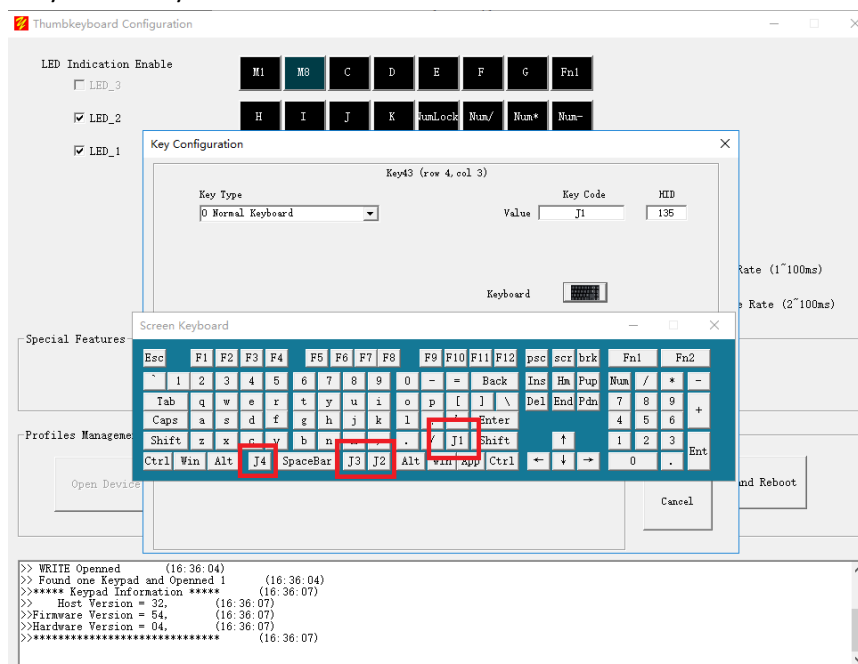 Thumbkeyboard Configuration
LED Indication Enable
LED_3
LED_2
LED_1
M1 M8 C D E F G Fn1
H I J K NumLock Num/ Num* Num-
Key Configuration
Key43 (row 4, col 3)
Key Type
Key Code
HID
0 Normal Keyboard
Value
J1
135
Rate (1~100ms)
Keyboard
Rate (2~100ms)
Special Features
Screen Keyboard
Esc F1 F2 F3 F4 F5 F6 F7 F8 F9 F10 F11 F12 psc scr brk Fn1 Fn2
` 1 2 3 4 5 6 7 8 9 0 - = Back Ins Hm Pup Num / * -
Tab q w e r t y u i o p [ ] \ Del End Pdn 7 8 9 +
Caps a s d f g h j k l ; ' Enter 4 5 6
Shift z x c v b n m , . / J1 Shift ↑ 1 2 3 Ent
Ctrl Win Alt J4 SpaceBar J3 J2 Alt Win App Ctrl ← ↓ → 0 .
Profiles Manageme
Open Device
nd Reboot
Cancel
>> WRITE Openned (16:36:04)
>> Found one Keypad and Openned 1 (16:36:04)
>>***** Keypad Information ***** (16:36:07)
>> Host Version = 32, (16:36:07)
>>Firmware Version = 54, (16:36:07)
>>Hardware Version = 04, (16:36:07)
>>****************************** (16:36:07)